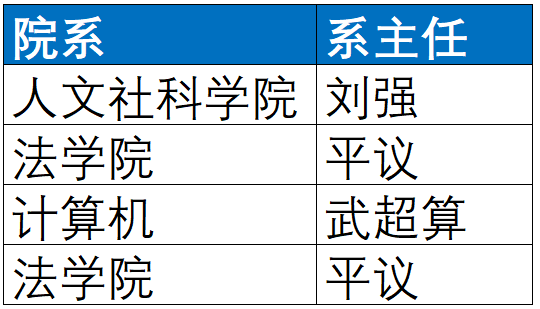 院系 系主任
人文社科学院 刘强
法学院 平议
计算机 武超算
法学院 平议